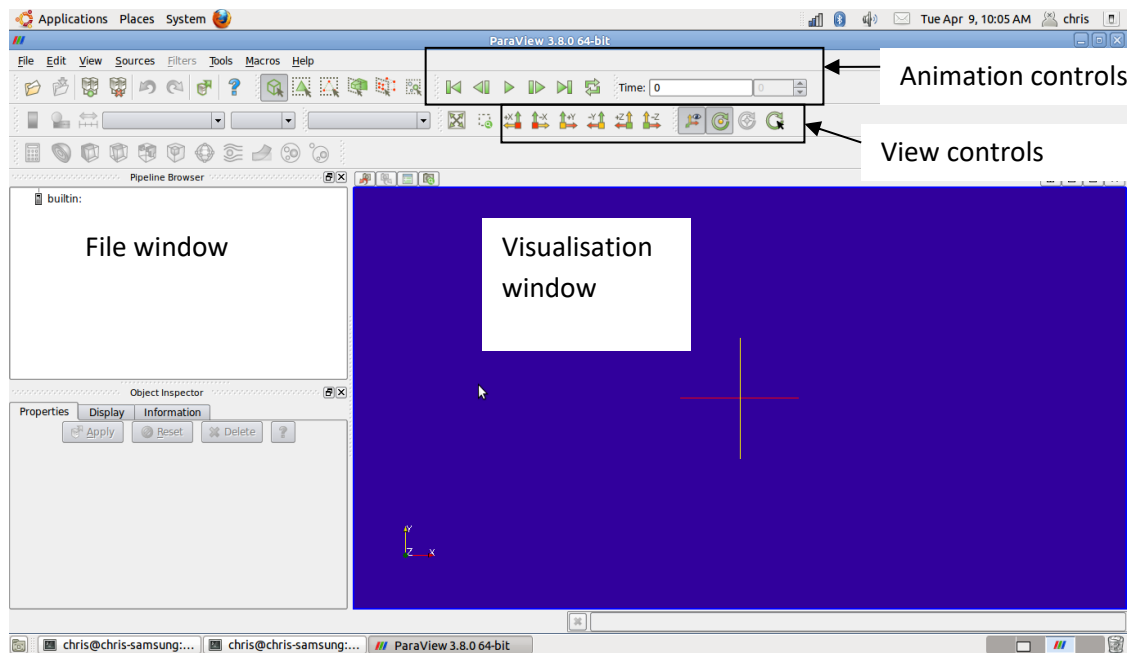 Applications Places System Tue Apr 9, 10:05 AM chris
ParaView 3.8.0 64-bit
File Edit View Sources Filters Tools Macros Help
Time: 0 0
Animation controls
+X -X +Y -Y +Z -Z
View controls
Pipeline Browser
builtin:
File window
Visualisation
window
Object Inspector
Properties Display Information
Apply Reset Delete ?
Y
Z X
chris@chris-samsung:... chris@chris-samsung:... ParaView 3.8.0 64-bit